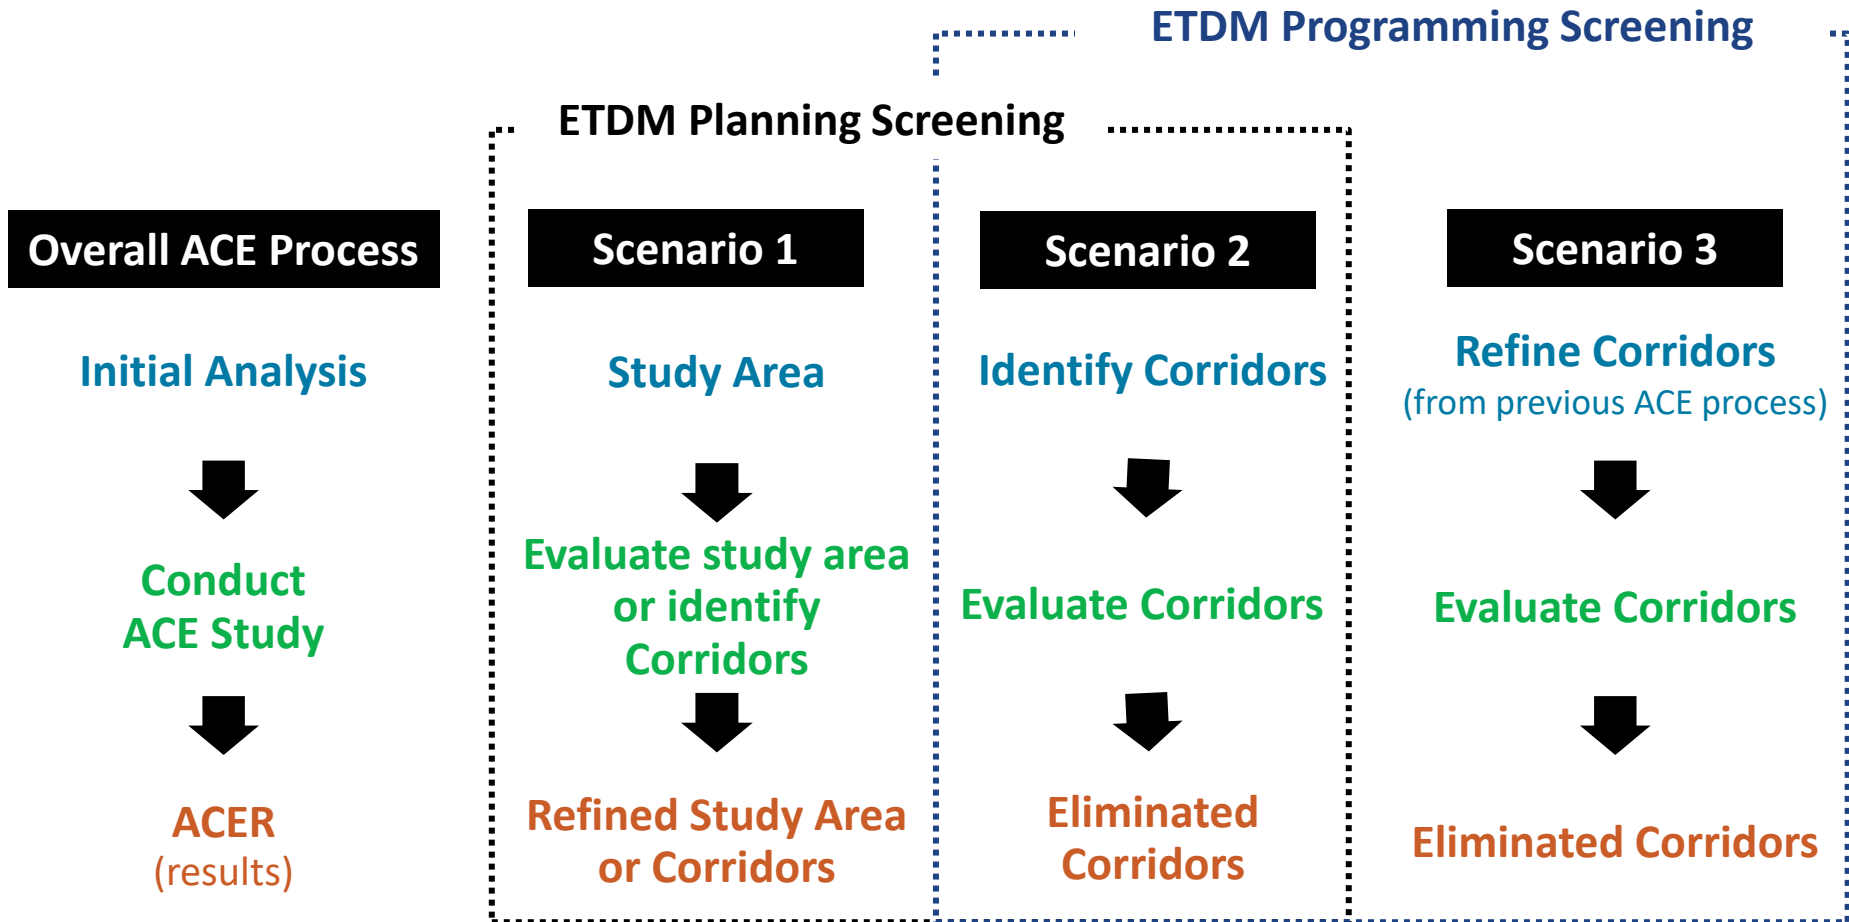 ETDM Programming Screening
ETDM Planning Screening
Overall ACE Process
Initial Analysis
Conduct
ACE Study
ACER
(results)
Scenario 1
Study Area
Evaluate study area
or identify
Corridors
Refined Study Area
or Corridors
Scenario 2
Identify Corridors
Evaluate Corridors
Eliminated
Corridors
Scenario 3
Refine Corridors
(from previous ACE process)
Evaluate Corridors
Eliminated Corridors